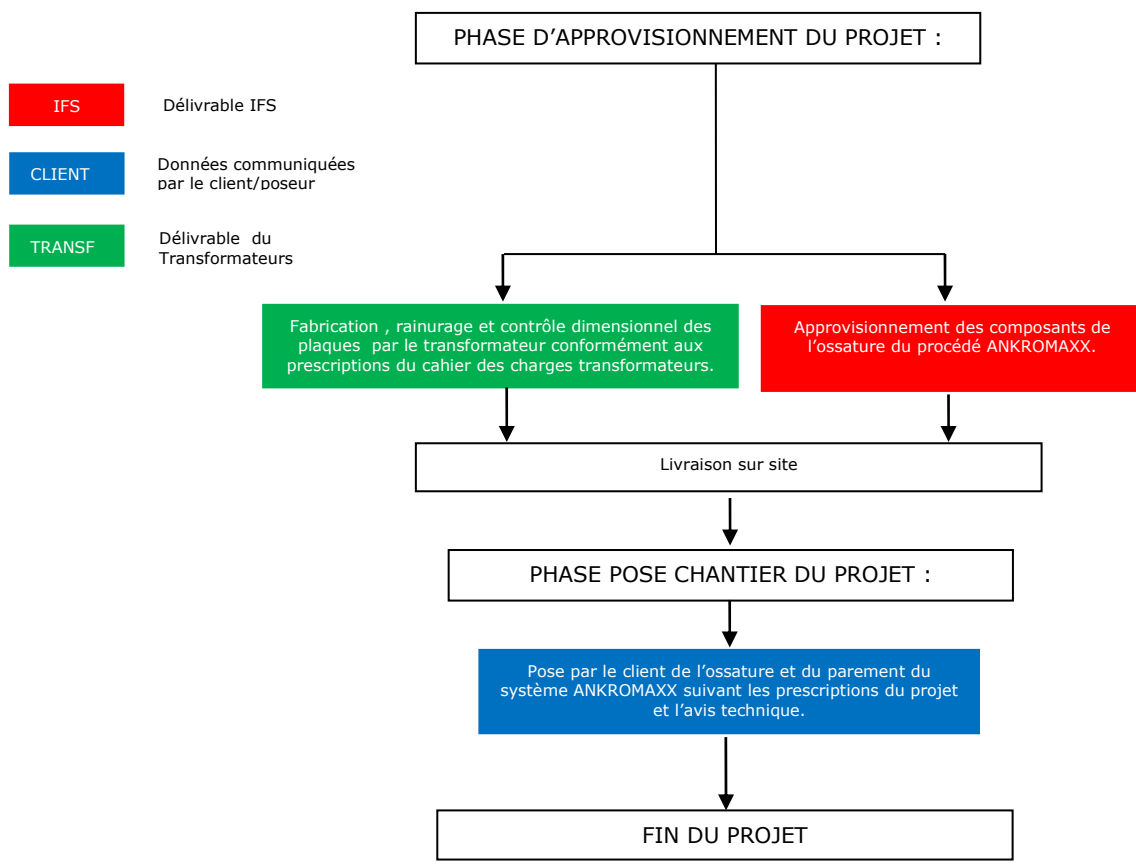 PHASE D’APPROVISIONNEMENT DU PROJET :
IFS
Délivrable IFS
CLIENT
Données communiquées
par le client/poseur
TRANSF
Délivrable du
Transformateurs
Fabrication , rainurage et contrôle dimensionnel des
plaques par le transformateur conformément aux
prescriptions du cahier des charges transformateurs.
Approvisionnement des composants de
l’ossature du procédé ANKROMAXX.
Livraison sur site
PHASE POSE CHANTIER DU PROJET :
Pose par le client de l’ossature et du parement du
système ANKROMAXX suivant les prescriptions du projet
et l’avis technique.
FIN DU PROJET